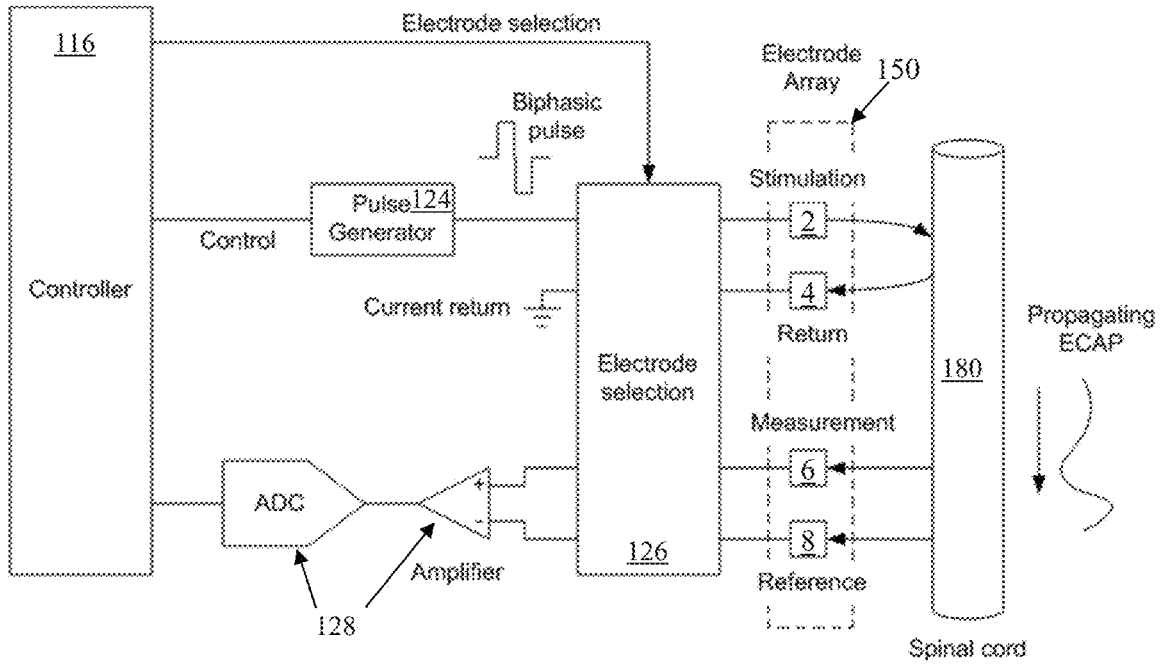 116
Electrode selection
Electrode
Array
150
Biphasic
pulse
Stimulation
Pulse 124
Generator
2
Control
Controller
Current return
4
Return
Propagating
ECAP
Electrode
selection
180
Measurement
ADC
+
-
6
8
Amplifier
126
Reference
128
Spinal cord